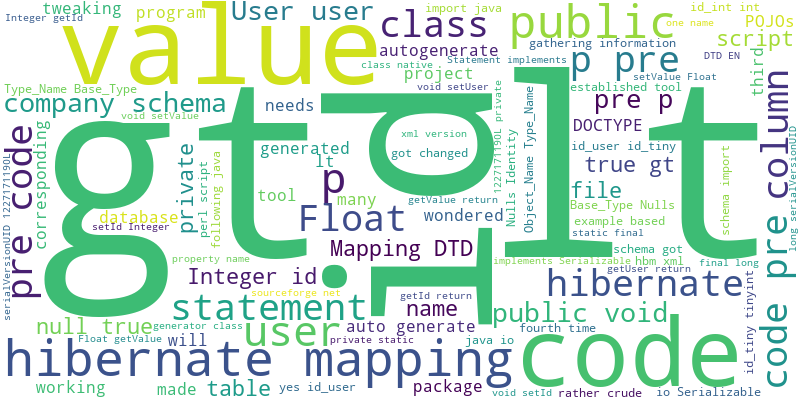 tweaking
program
User user
import java
id_int int
one name
POJOs
Integer getId
value
class
public
script
autogenerate
gathering information
DTD EN
Statement implements
class native
p pre
setValue Float
third
Type_Name Base_Type
project
void setUser
established tool
company schema
needs
pre p
void setValue
DOCTYPE
gt
p
lt
xml version
got changed
1227171190L private
Nulls Identity
Object_Name Type_Name
id_user id_tiny
true gt
schema import
code pre column
long serialVersionUID
pre code
serialVersionUID 1227171190L
corresponding
private
perl script
following java
generated
lt
tool
many
p
getValue return
file
Base_Type Nulls
database
setId Integer
Float
wondered
example based
static final
Mapping DTD
implements Serializable
schema got
hbm xml
getUser return
final long
property name
Integer id
sourceforge net
hibernate
id_tiny tinyint
statement
getId return
name
public void
null true
generator class
user
auto generate
fourth time
Float getValue
will
private static
java io
code
hibernate mapping
working
made
table
yes id_user
package
void setId
rather crude
io Serializable